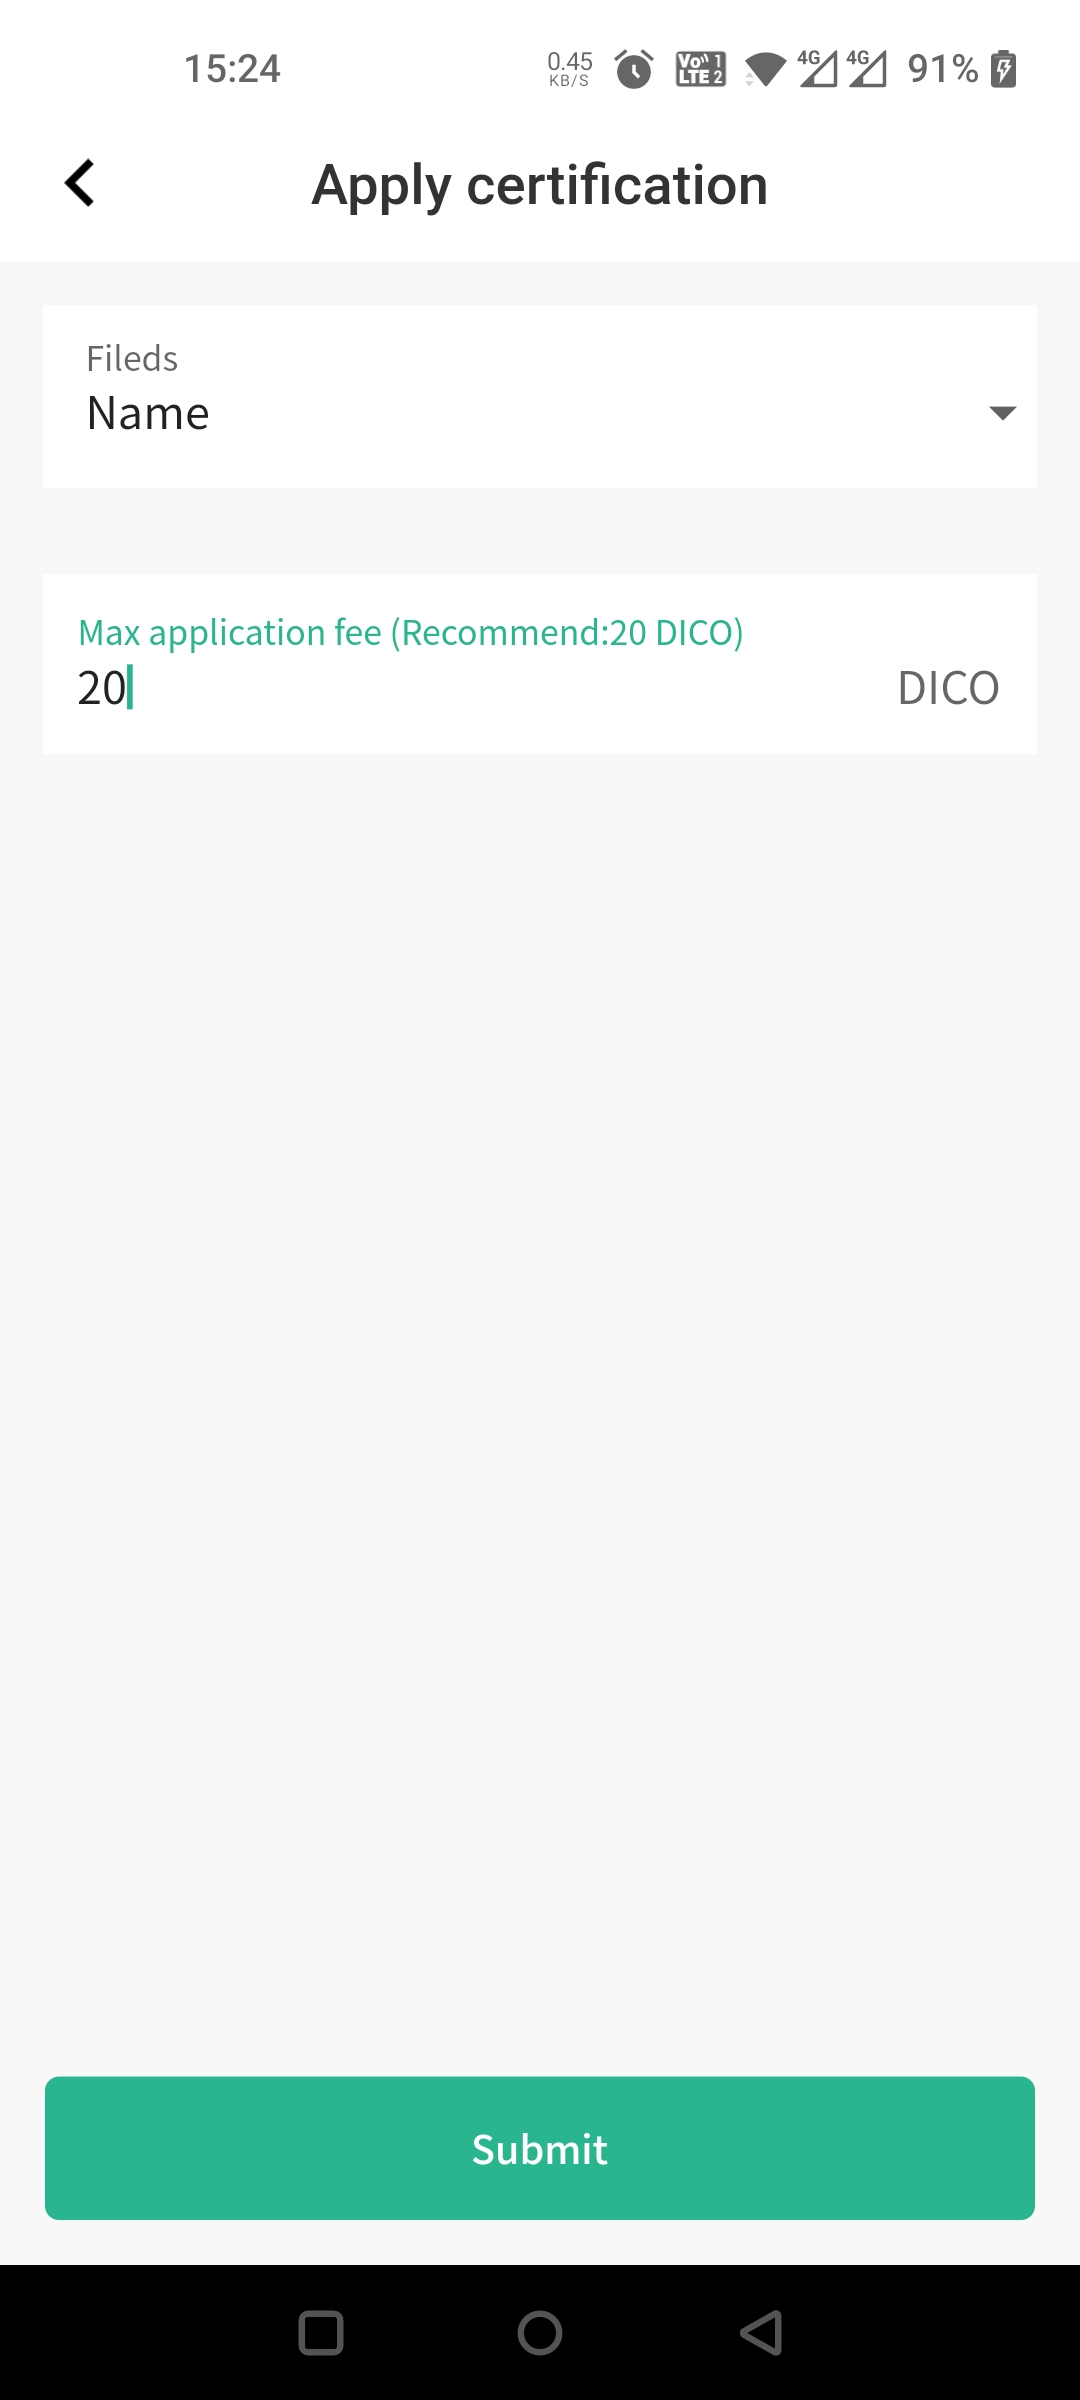 15:24
0.45
KB/S
Vo 1
LTE 2
4G 4G
91%
Apply certification
Fileds
Name
Max application fee (Recommend:20 DICO)
20
DICO
Submit